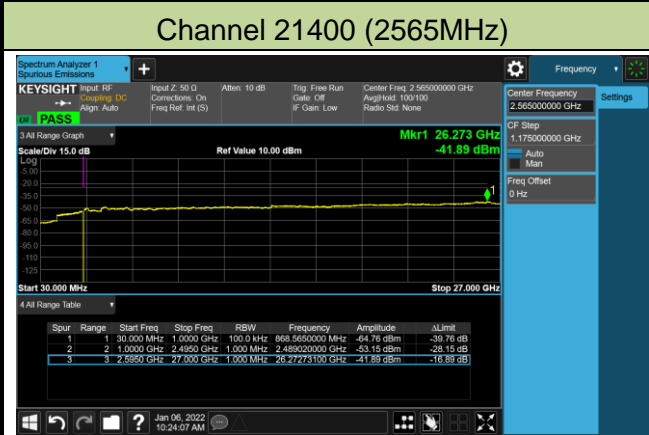 Channel 21400 (2565MHz)
Spectrum Analyzer 1
Spurious Emissions
Frequency
KEYSIGHT
Input: RF
Coupling: DC
Align: Auto
Input Z: 50 Ω
Corrections: On
Freq Ref: Int (S)
Atten: 10 dB
Trig: Free Run
Gate: Off
IF Gain: Low
Center Freq: 2.565000000 GHz
Avg|Hold: 100/100
Radio Std: None
PASS
Center Frequency
2.565000000 GHz
Settings
CF Step
1.175000000 GHz
Auto
Man
Freq Offset
0 Hz
3 All Range Graph
Mkr1 26.273 GHz
Scale/Div 15.0 dB
Ref Value 10.00 dBm
-41.89 dBm
Log
-5.00
-20.0
-35.0
-50.0
-65.0
-80.0
-95.0
-110
-125
1
Start 30.000 MHz
Stop 27.000 GHz
4 All Range Table
Spur Range Start Freq Stop Freq RBW Frequency Amplitude ΔLimit
1 1 30.000 MHz 1.0000 GHz 100.0 kHz 868.5650000 MHz -64.76 dBm -39.76 dB
2 2 1.0000 GHz 2.4950 GHz 1.000 MHz 2.489020000 GHz -53.15 dBm -28.15 dB
3 3 2.5950 GHz 27.000 GHz 1.000 MHz 26.27273100 GHz -41.89 dBm -16.89 dB
?
Jan 06, 2022
10:24:07 AM